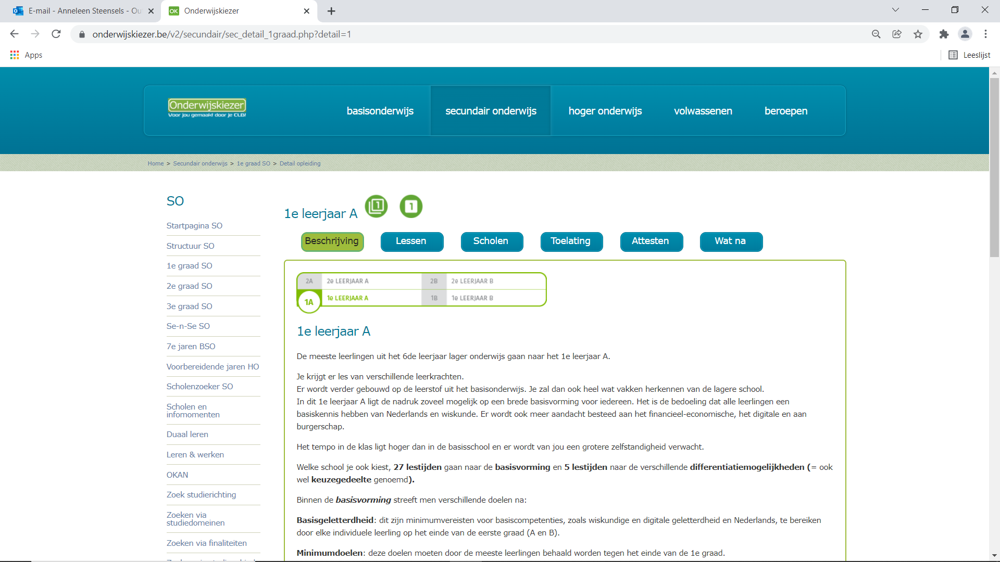 E-mail - Anneleen Steensels - Ou
OK Onderwijskiezer
onderwijskiezer.be/v2/secundair/sec_detail_1graad.php?detail=1
Apps
Leeslijst
Onderwijskiezer
Voor jou gemaakt door je CLB!
basisonderwijs
secundair onderwijs
hoger onderwijs
volwassenen
beroepen
Home > Secundair onderwijs > 1e graad SO > Detail opleiding
SO
Startpagina SO
Structuur SO
1e graad SO
2e graad SO
3e graad SO
Se-n-Se SO
7e jaren BSO
Voorbereidende jaren HO
Scholenzoeker SO
Scholen en
infomomenten
Duaal leren
Leren & werken
OKAN
Zoek studierichting
Zoeken via
studiedomeinen
Zoeken via finaliteiten
1e leerjaar A
1
1
Beschrijving
Lessen
Scholen
Toelating
Attesten
Wat na
2A 2e LEERJAAR A 2B 2e LEERJAAR B
1A 1e LEERJAAR A 1B 1e LEERJAAR B
1e leerjaar A
De meeste leerlingen uit het 6de leerjaar lager onderwijs gaan naar het 1e leerjaar A.
Je krijgt er les van verschillende leerkrachten.
Er wordt verder gebouwd op de leerstof uit het basisonderwijs. Je zal dan ook heel wat vakken herkennen van de lagere school.
In dit 1e leerjaar A ligt de nadruk zoveel mogelijk op een brede basisvorming voor iedereen. Het is de bedoeling dat alle leerlingen een
basiskennis hebben van Nederlands en wiskunde. Er wordt ook meer aandacht besteed aan het financieel-economische, het digitale en aan
burgerschap.
Het tempo in de klas ligt hoger dan in de basisschool en er wordt van jou een grotere zelfstandigheid verwacht.
Welke school je ook kiest, 27 lestijden gaan naar de basisvorming en 5 lestijden naar de verschillende differentiatiemogelijkheden (= ook
wel keuzegedeelte genoemd).
Binnen de basisvorming streeft men verschillende doelen na:
Basisgeletterdheid: dit zijn minimumvereisten voor basiscompetenties, zoals wiskundige en digitale geletterdheid en Nederlands, te bereiken
door elke individuele leerling op het einde van de eerste graad (A en B).
Minimumdoelen: deze doelen moeten door de meeste leerlingen behaald worden tegen het einde van de 1e graad.